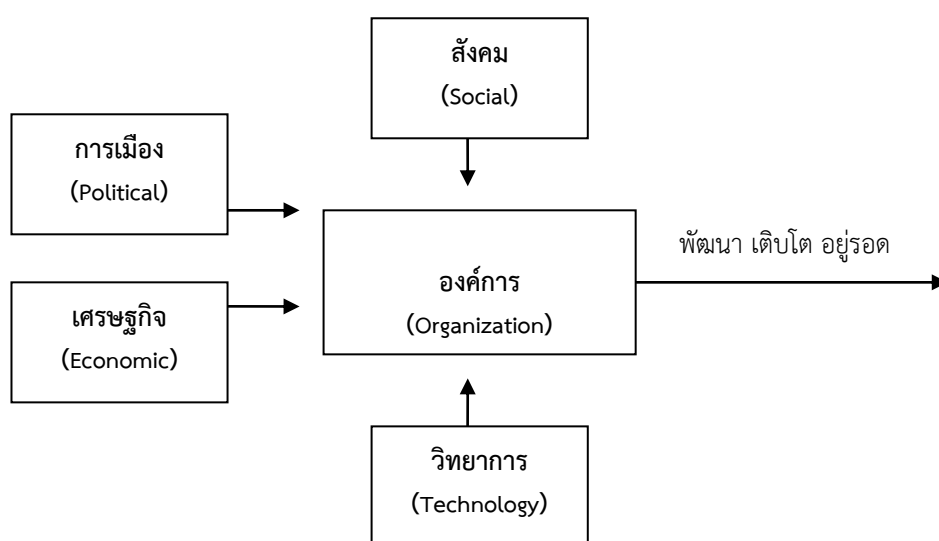 สังคม
(Social)
การเมือง
(Political)
องค์การ
(Organization)
พัฒนา เติบโต อยู่รอด
เศรษฐกิจ
(Economic)
วิทยาการ
(Technology)